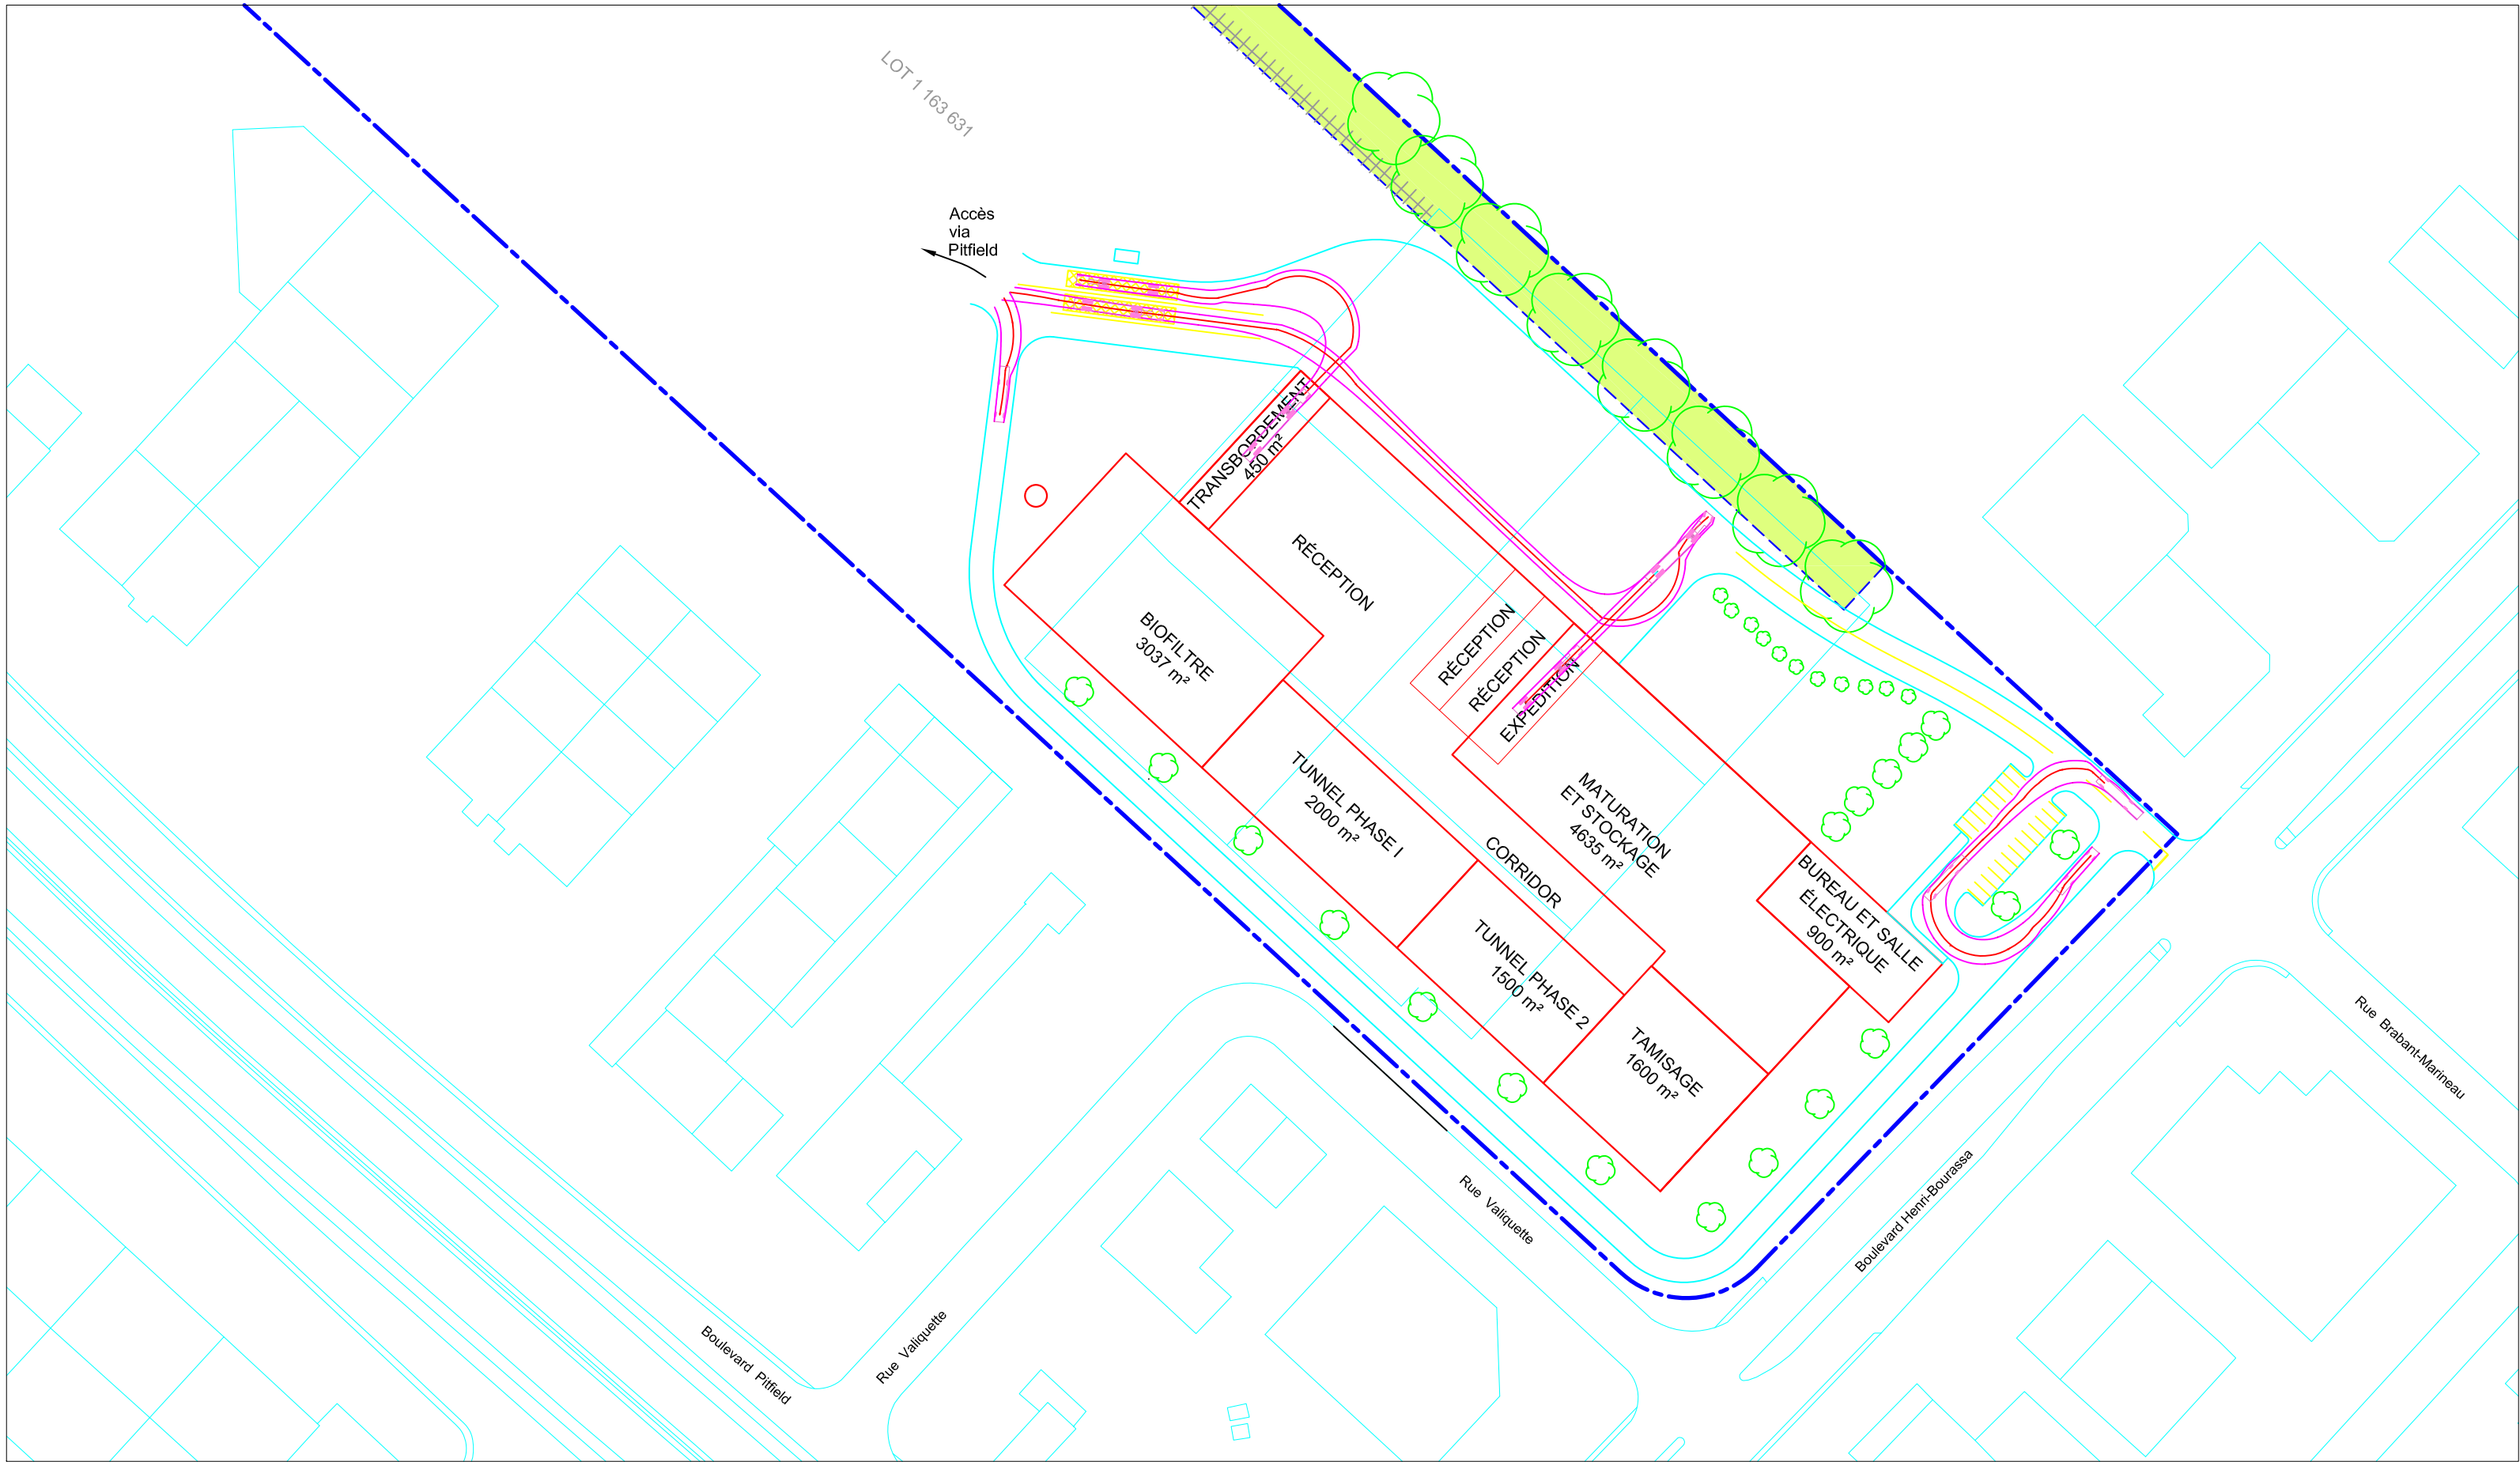 LOT 1 163 631
Accès
via
Pitfield
TRANSBORDEMENT
450 m²
RÉCEPTION
BIOFILTRE
3037 m²
RÉCEPTION
RÉCEPTION
EXPÉDITION
TUNNEL PHASE I
2000 m²
MATURATION
ET STOCKAGE
4635 m²
CORRIDOR
BUREAU ET SALLE
ÉLECTRIQUE
900 m²
TUNNEL PHASE 2
1500 m²
TAMISAGE
1600 m²
Rue Brabant-Marineau
Rue Valiquette
Boulevard Henri-Bourassa
Boulevard Pitfield
Rue Valiquette